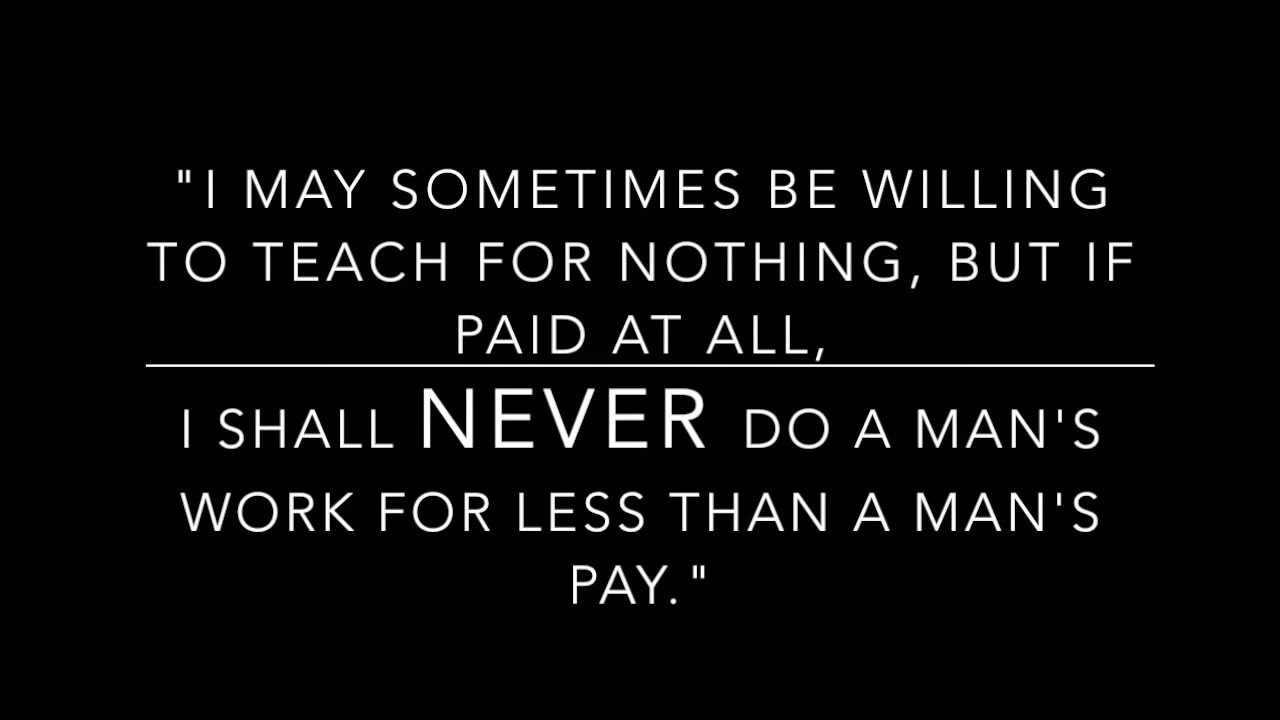 "I MAY SOMETIMES BE WILLING
TO TEACH FOR NOTHING, BUT IF
PAID AT ALL,
I SHALL NEVER DO A MAN'S
WORK FOR LESS THAN A MAN'S
PAY."